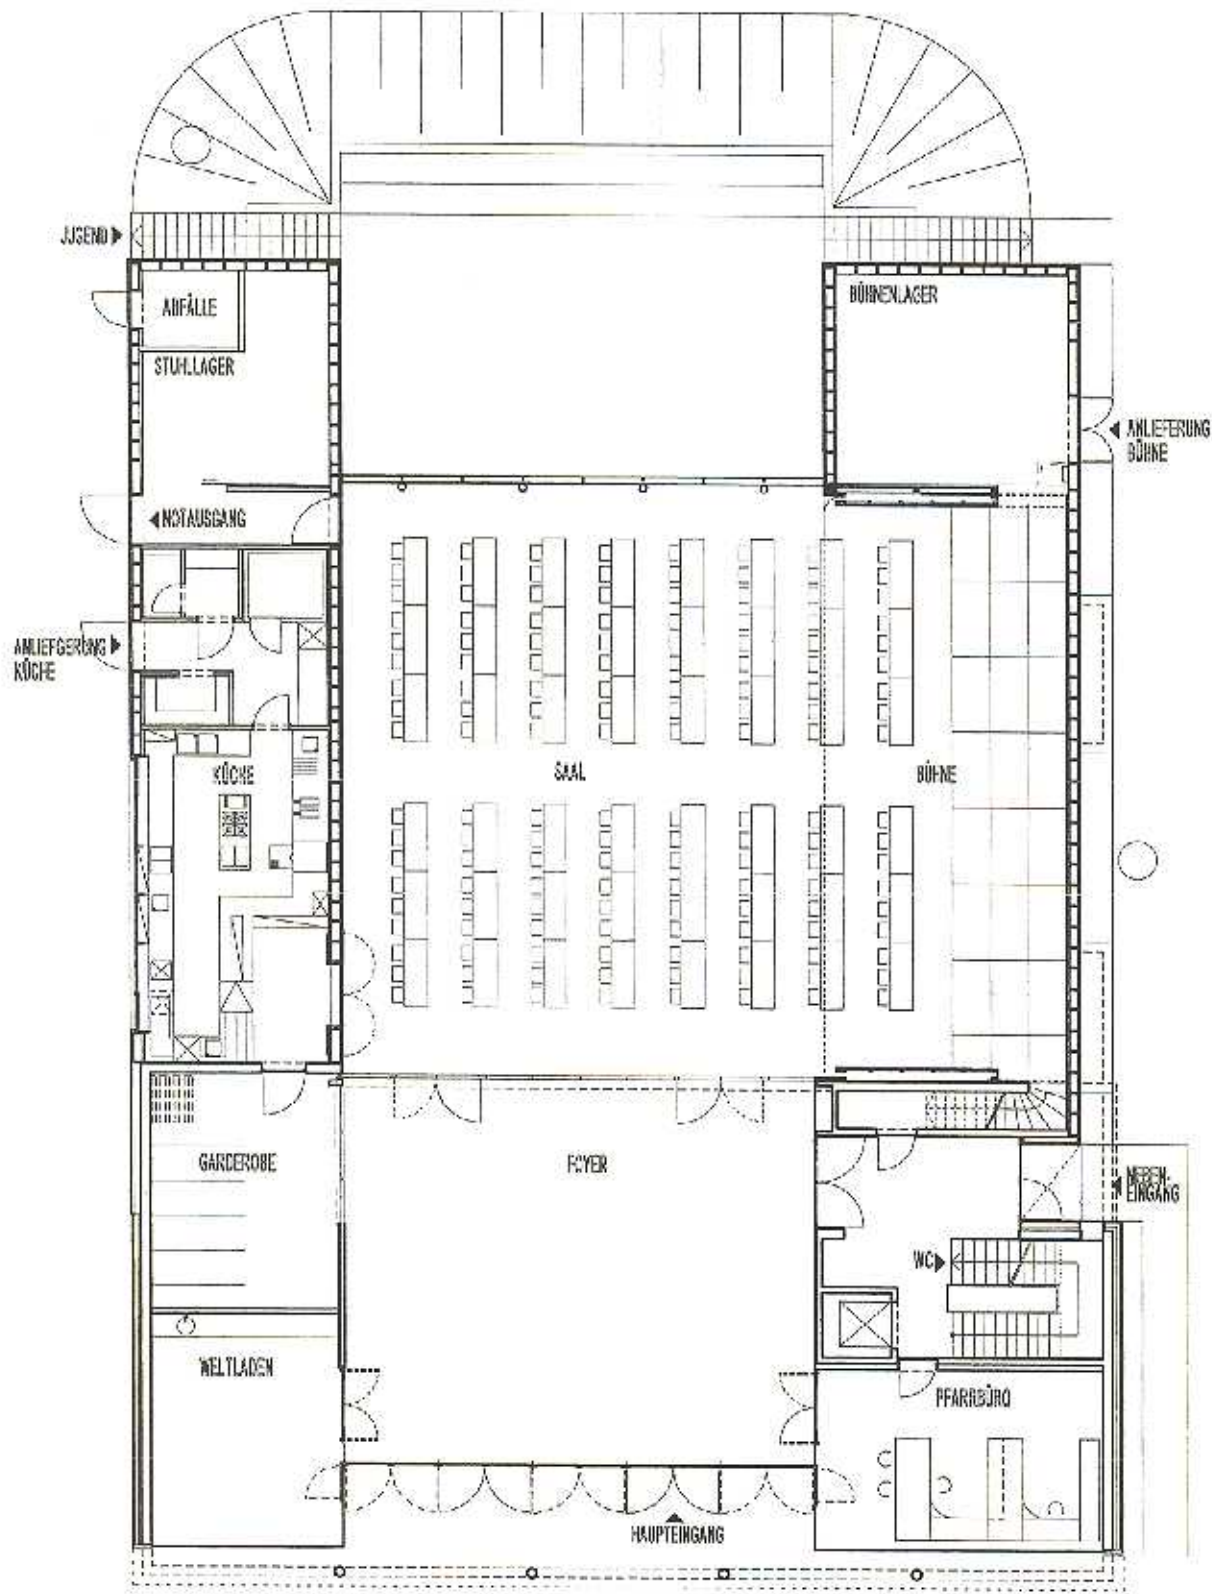 JUGEND
ABFÄLLE
STUHLLAGER
BÜHNENLAGER
ANLIEFERUNG
BÜHNE
NOTAUSGANG
ANLIEFGERUNG
KÜCHE
KÜCHE
SAAL
BÜHNE
GARDEROBE
FOYER
NEBEN-
EINGANG
WC
WELTLADEN
PFARRBÜRO
HAUPTEINGANG